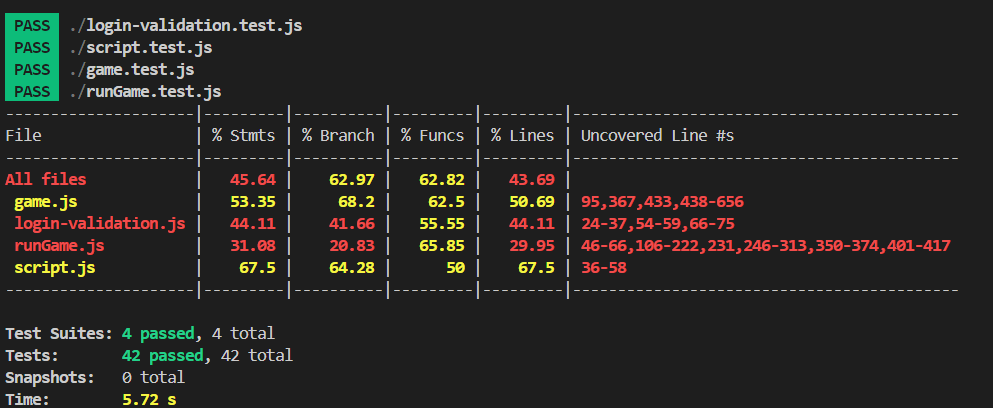 PASS ./login-validation.test.js
PASS ./script.test.js
PASS ./game.test.js
PASS ./runGame.test.js
---------------------|---------|----------|---------|---------|------------------------------------------
File                 | % Stmts | % Branch | % Funcs | % Lines | Uncovered Line #s
---------------------|---------|----------|---------|---------|------------------------------------------
All files            |   45.64 |    62.97 |   62.82 |   43.69 |
 game.js             |   53.35 |     68.2 |    62.5 |   50.69 | 95,367,433,438-656
 login-validation.js |   44.11 |    41.66 |   55.55 |   44.11 | 24-37,54-59,66-75
 runGame.js          |   31.08 |    20.83 |   65.85 |   29.95 | 46-66,106-222,231,246-313,350-374,401-417
 script.js           |    67.5 |    64.28 |      50 |    67.5 | 36-58
---------------------|---------|----------|---------|---------|------------------------------------------
Test Suites: 4 passed, 4 total
Tests:       42 passed, 42 total
Snapshots:   0 total
Time:        5.72 s